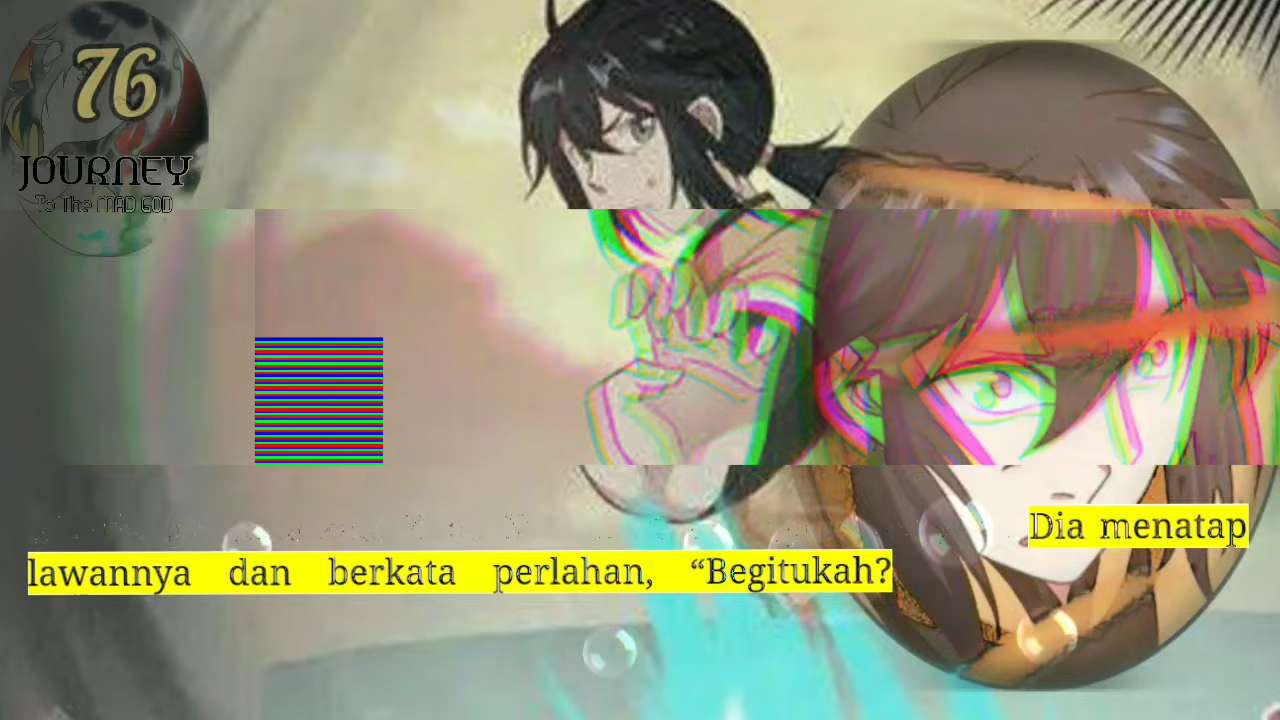 76
JOURNEY
To The MAD GOD
Dia menatap
lawannya dan berkata perlahan, “Begitukah?